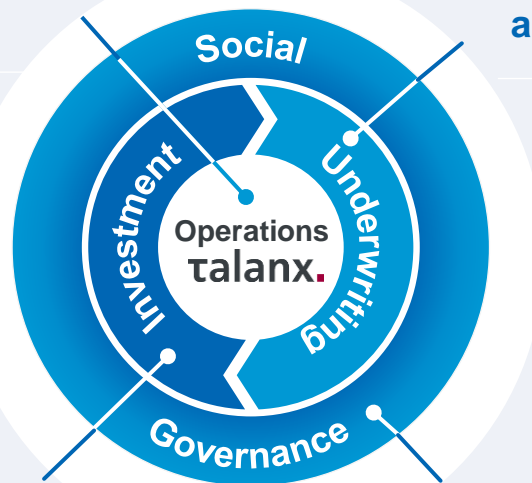 a
Social
Investment
Underwriting
Operations
talanx.
Governance